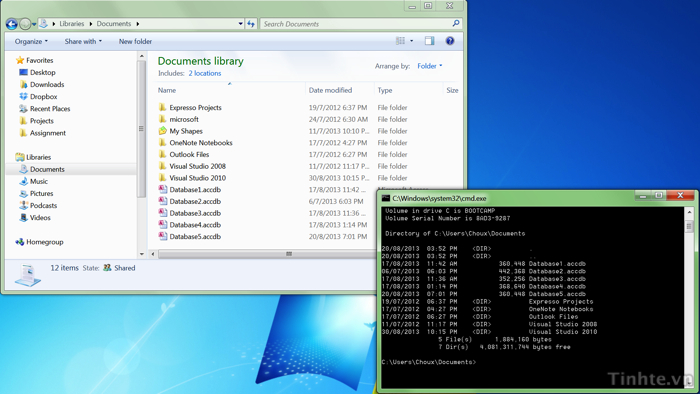 Libraries ▸ Documents ▸
Search Documents
Organize
Share with
New folder
Favorites
Desktop
Downloads
Dropbox
Recent Places
Projects
Assignment
Libraries
Documents
Music
Pictures
Podcasts
Videos
Homegroup
Documents library
Includes: 2 locations
Arrange by: Folder
Name Date modified Type Size
Expresso Projects 19/7/2012 6:37 PM File folder
microsoft 24/7/2012 6:30 AM File folder
My Shapes 11/7/2013 10:10 P... File folder
OneNote Notebooks 17/7/2012 4:27 PM File folder
Outlook Files 17/7/2012 6:27 PM File folder
Visual Studio 2008 11/7/2012 11:17 P... File folder
Visual Studio 2010 30/8/2013 10:15 P... File folder
Database1.accdb 17/8/2013 11:42 ...
Database2.accdb 6/7/2013 6:03 PM
Database3.accdb 17/8/2013 11:36 ...
Database4.accdb 17/8/2013 1:14 PM
Database5.accdb 20/8/2013 7:01 PM
12 items State: Shared
C:\Windows\system32\cmd.exe
Volume in drive C is BOOTCAMP
Volume Serial Number is 8AD3-9287
Directory of C:\Users\Choux\Documents
20/08/2013 03:52 PM <DIR> .
20/08/2013 03:52 PM <DIR> ..
17/08/2013 11:42 AM 360,448 Database1.accdb
06/07/2013 06:03 PM 442,368 Database2.accdb
17/08/2013 11:36 AM 352,256 Database3.accdb
17/08/2013 01:14 PM 368,640 Database4.accdb
20/08/2013 07:01 PM 360,448 Database5.accdb
19/07/2012 06:37 PM <DIR> Expresso Projects
17/07/2012 04:27 PM <DIR> OneNote Notebooks
17/07/2012 06:27 PM <DIR> Outlook Files
11/07/2012 11:17 PM <DIR> Visual Studio 2008
30/08/2013 10:15 PM <DIR> Visual Studio 2010
5 File(s) 1,884,160 bytes
7 Dir(s) 4,081,311,744 bytes free
C:\Users\Choux\Documents>
Tinhte.vn